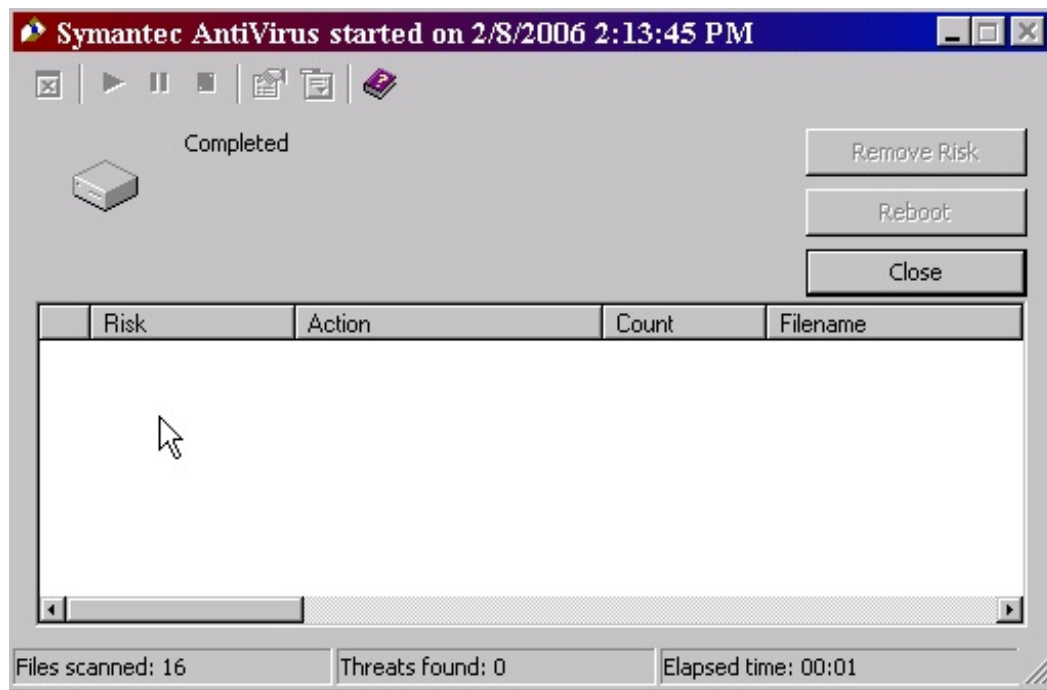 Symantec AntiVirus started on 2/8/2006 2:13:45 PM
Completed
Remove Risk
Reboot
Close
Risk Action Count Filename
Files scanned: 16 Threats found: 0 Elapsed time: 00:01